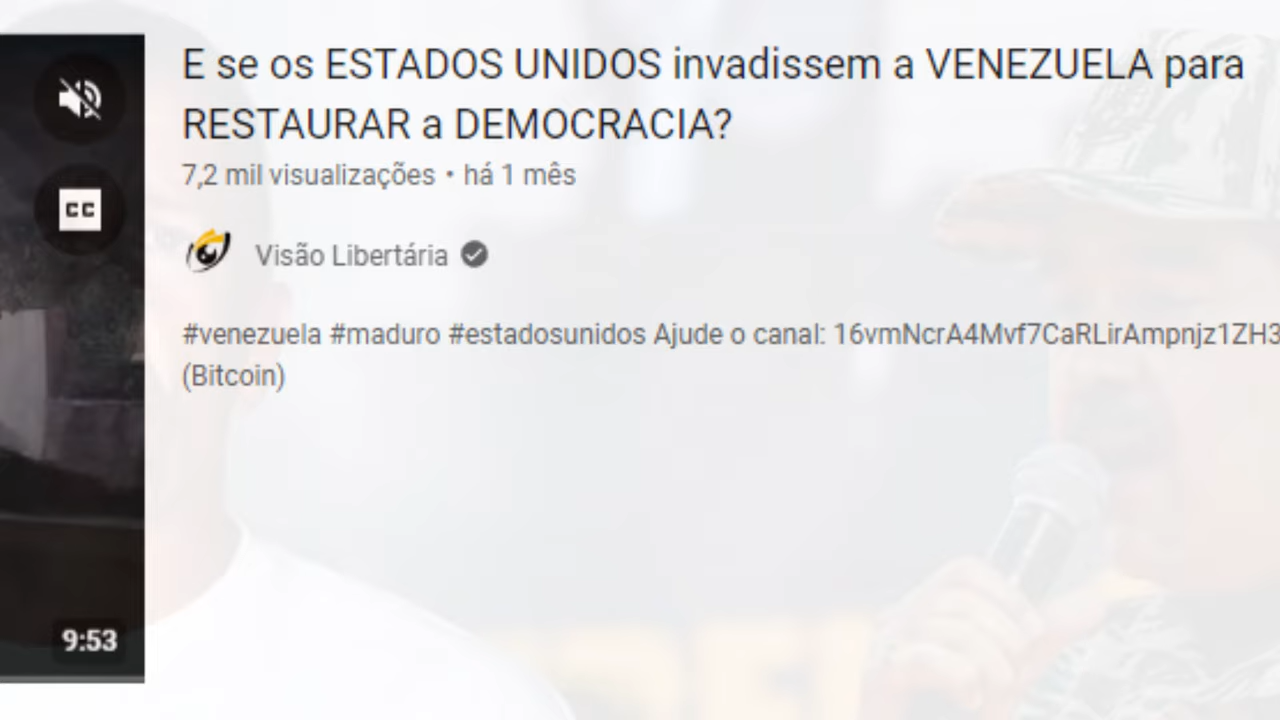 E se os ESTADOS UNIDOS invadissem a VENEZUELA para
RESTAURAR a DEMOCRACIA?
7,2 mil visualizações • há 1 mês
CC
Visão Libertária
#venezuela #maduro #estadosunidos Ajude o canal: 16vmNcrA4Mvf7CaRLirAmpnjz1ZH3
(Bitcoin)
9:53